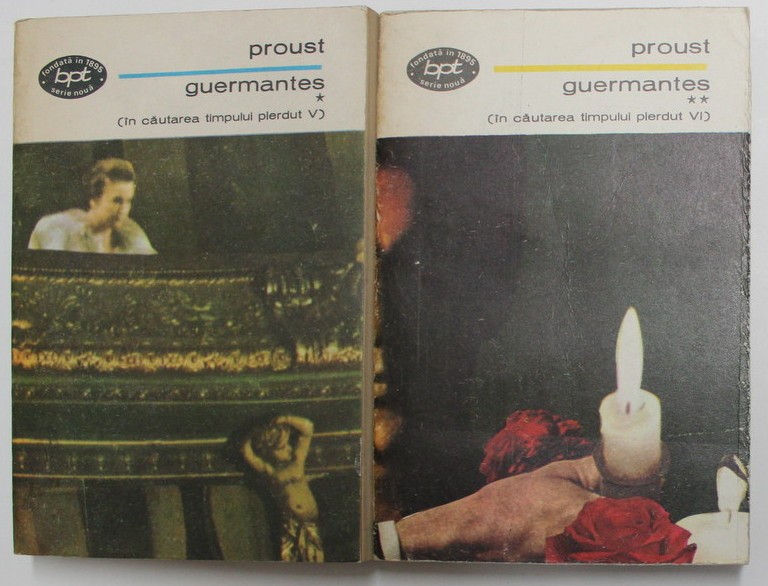 fondată în 1895
bpt
serie nouă
proust
guermantes
*
(în căutarea timpului pierdut V)
fondată în 1895
bpt
serie nouă
proust
guermantes
**
(în căutarea timpului pierdut VI)